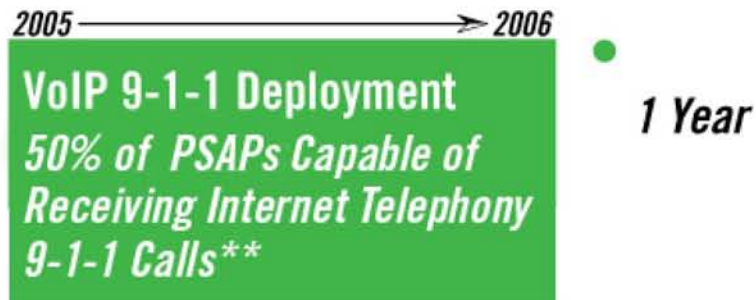 2005 2006
VoIP 9-1-1 Deployment
50% of PSAPs Capable of
Receiving Internet Telephony
9-1-1 Calls**
1 Year